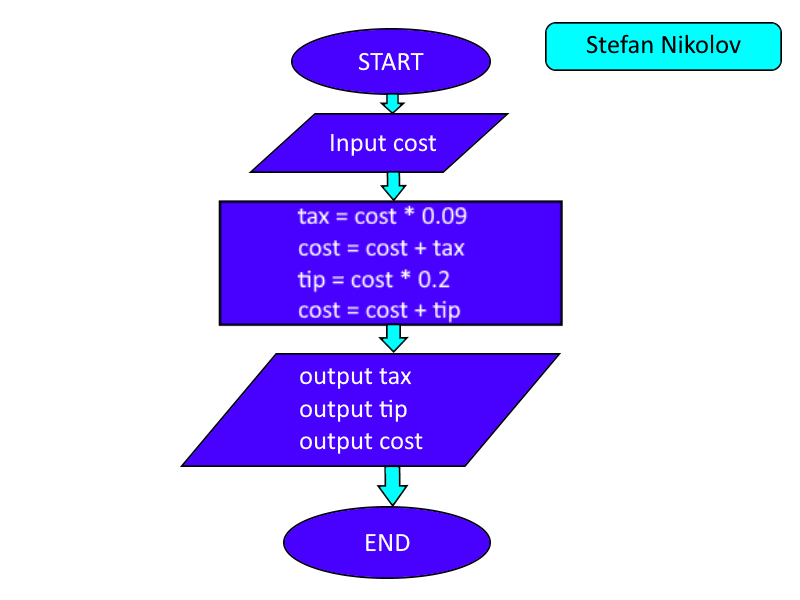 START
Stefan Nikolov
Input cost
tax = cost * 0.09
cost = cost + tax
tip = cost * 0.2
cost = cost + tip
output tax
output tip
output cost
END